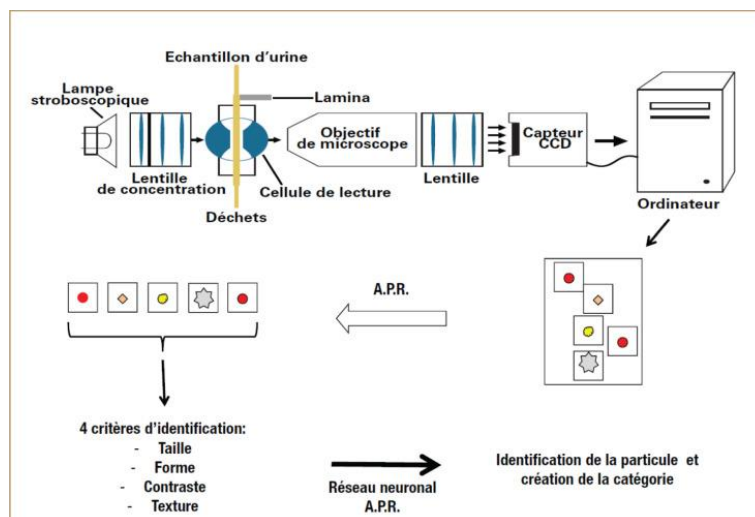 Echantillon d'urine
Lampe
stroboscopique
Lamina
Objectif
de microscope
Capteur
CCD
Lentille
de concentration
Cellule de lecture
Lentille
Déchets
Ordinateur
A.P.R.
4 critères d'identification:
- Taille
- Forme
- Contraste
- Texture
Réseau neuronal
A.P.R.
Identification de la particule et
création de la catégorie